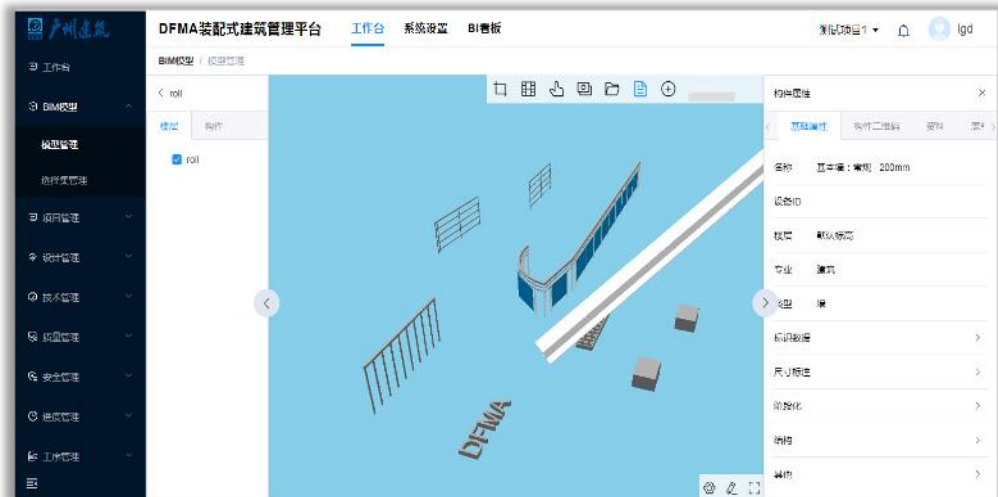 广州建筑
DFMA装配式建筑管理平台
工作台 系统设置 BI看板
测试项目1
lgd
工作台
BIM模型
模型管理
选择集管理
项目管理
设计管理
技术管理
质量管理
安全管理
进度管理
工序管理
BIM模型 / 模型管理
roll
楼层 构件
roll
DFMA
构件属性
基础属性 构件二维码 资料
名称 基本墙：常规 200mm
设备ID
楼层 默认标高
专业 建筑
类型 墙
标识数据
尺寸标注
阶段化
结构
其他